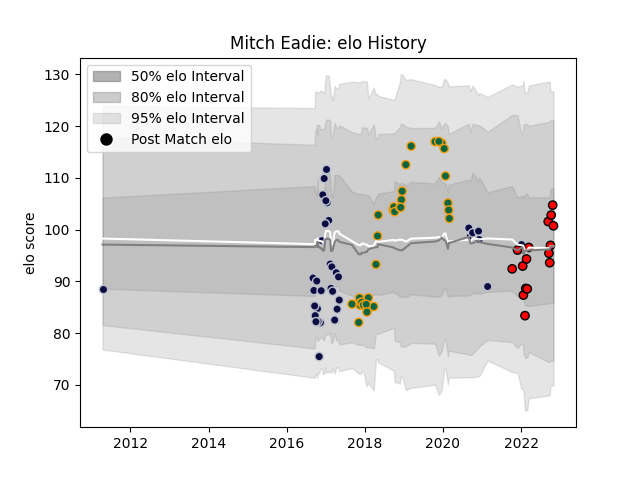 Mitch Eadie: elo History
50% elo Interval
80% elo Interval
95% elo Interval
Post Match elo
elo score
130
120
110
100
90
80
70
2012 2014 2016 2018 2020 2022